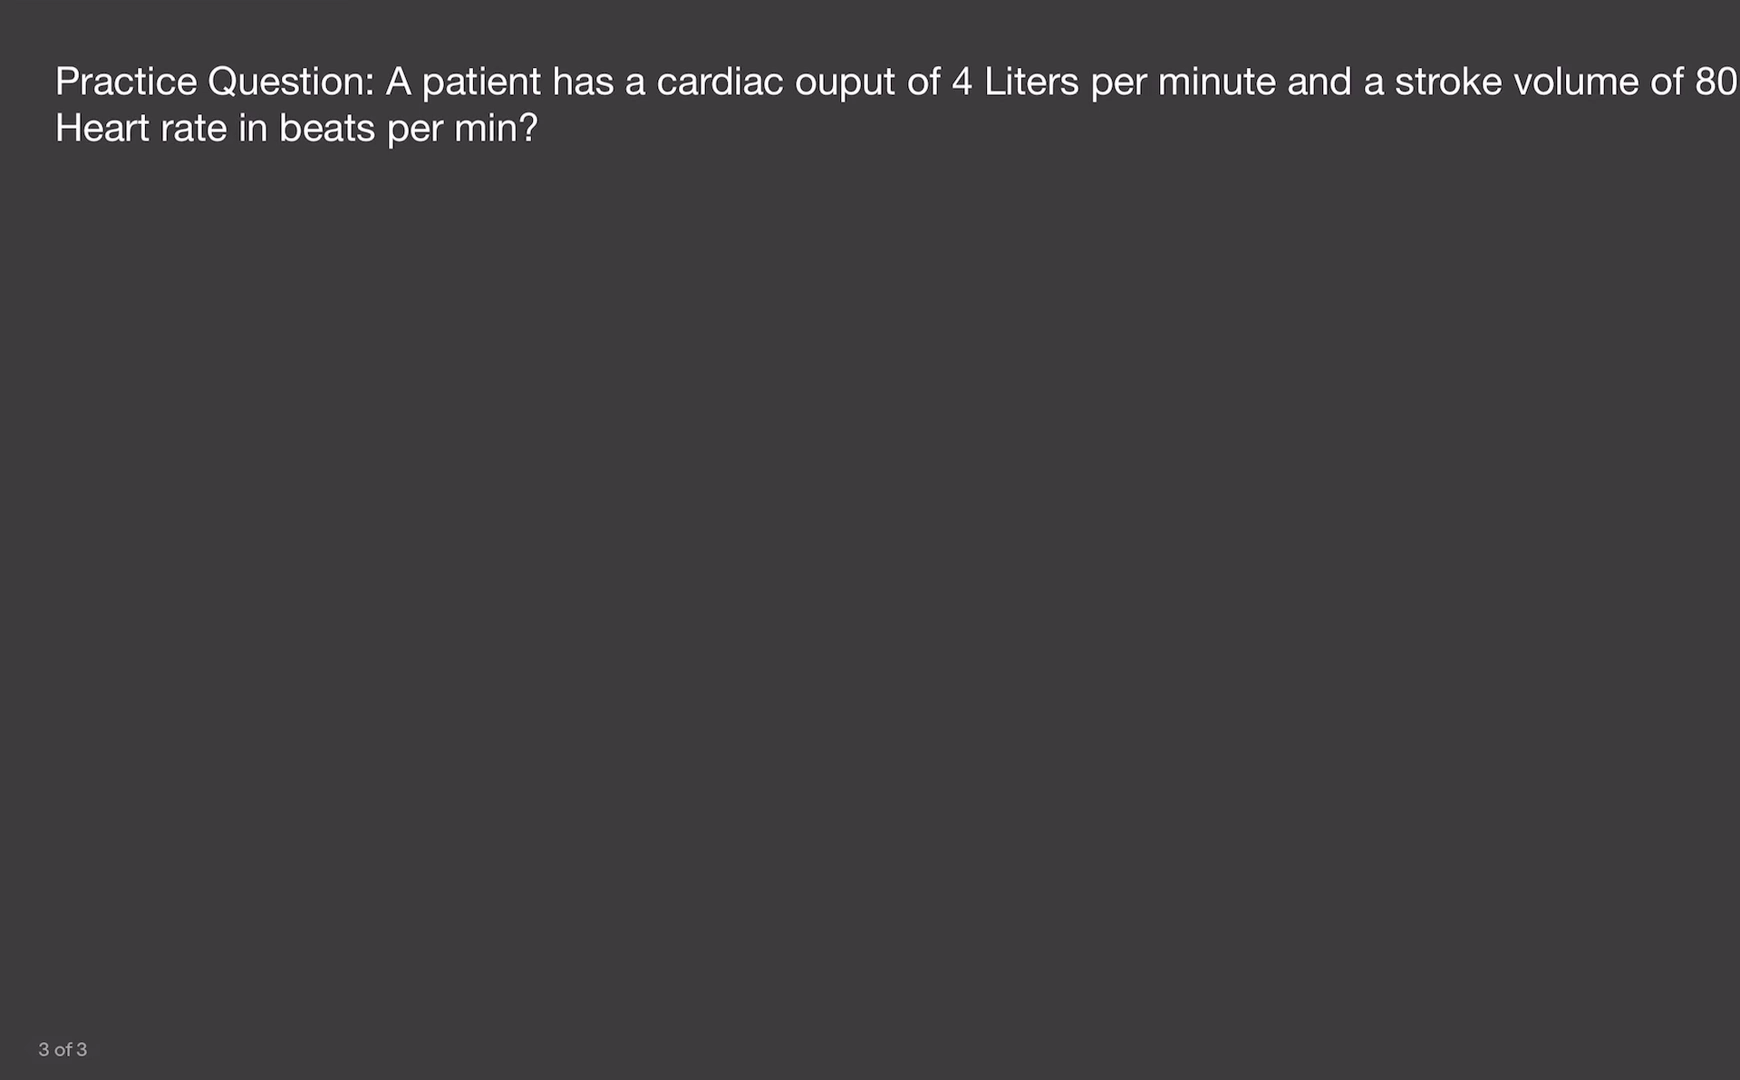 Practice Question: A patient has a cardiac ouput of 4 Liters per minute and a stroke volume of 80
Heart rate in beats per min?
3 of 3